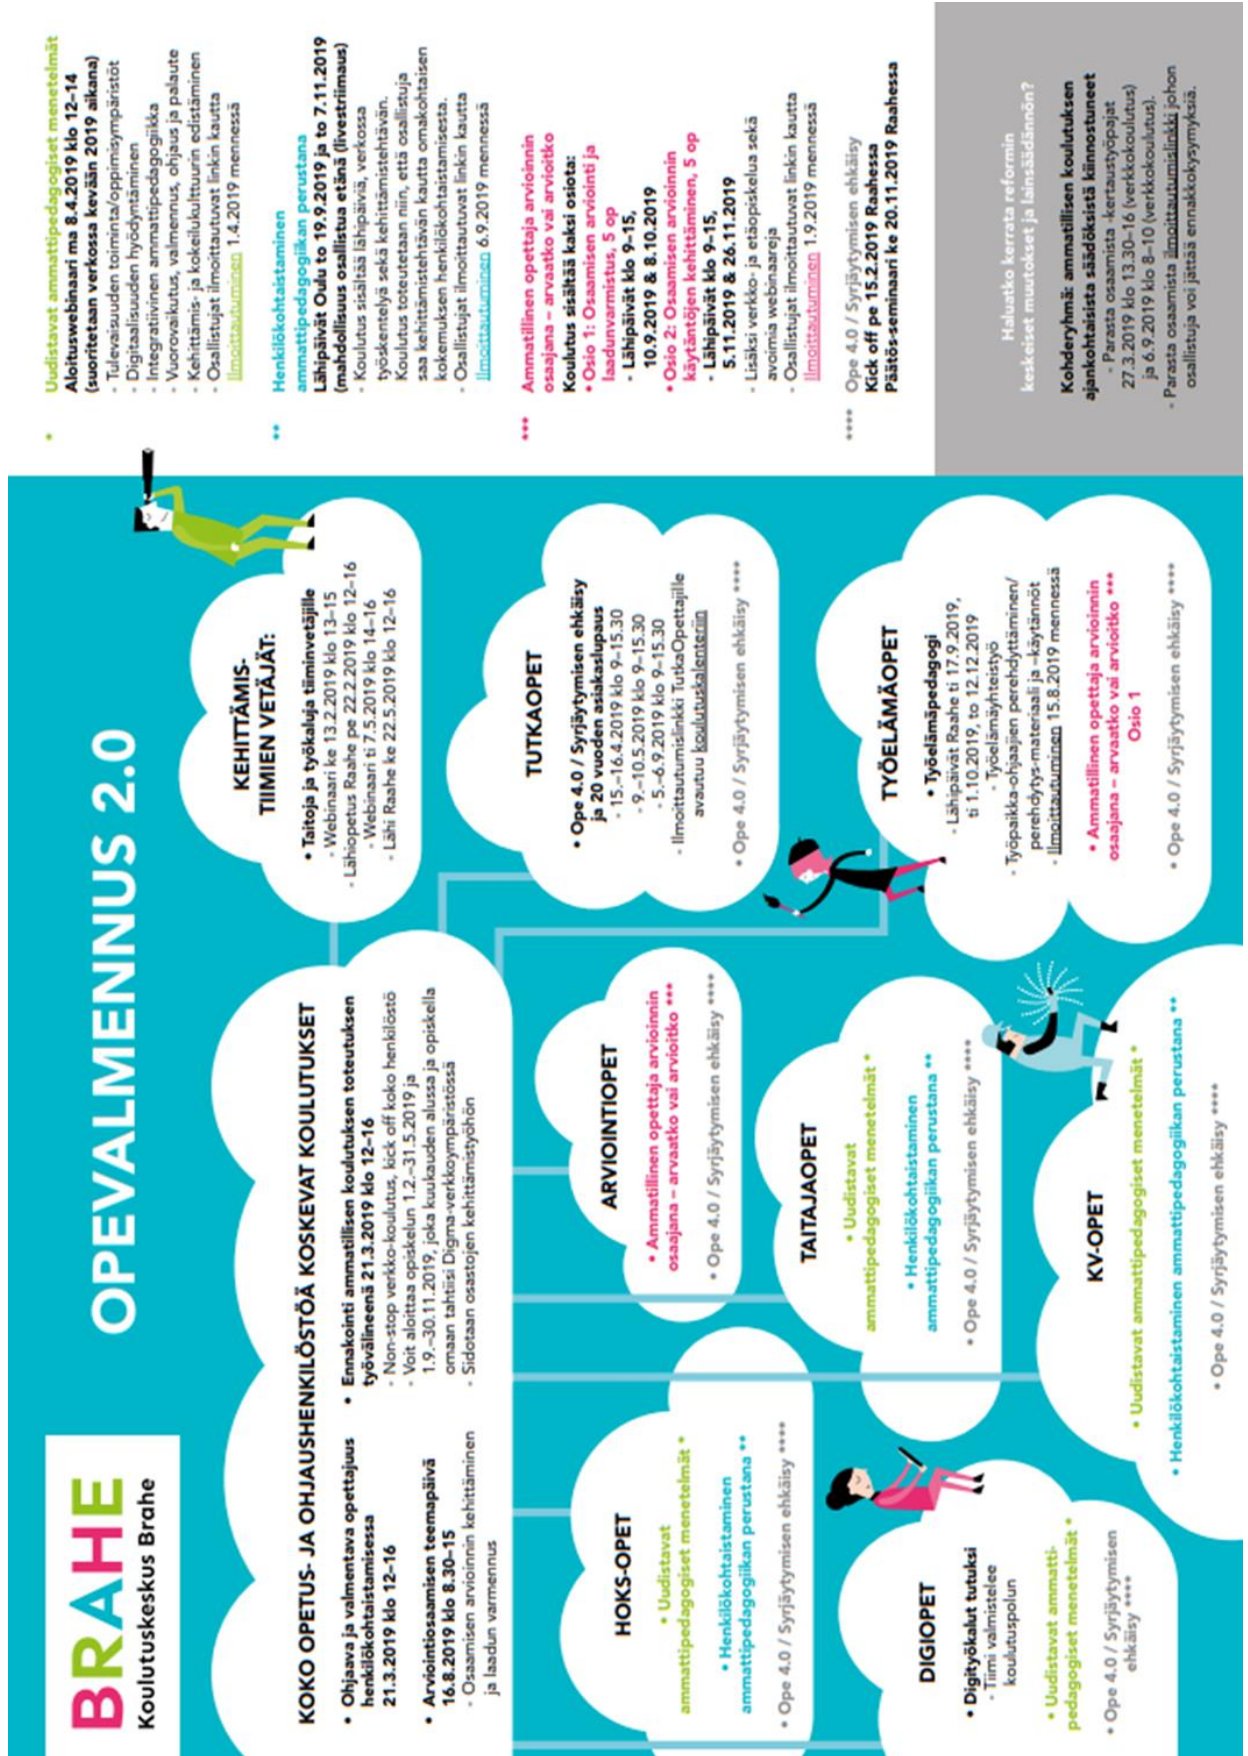 BRAHE
Koulutuskeskus Brahe
OPEVALMENNUS 2.0
KOKO OPETUS- JA OHJAUSHENKILÖSTÖÄ KOSKEVAT KOULUTUKSET
• Ohjaava ja valmentava opettajuus
henkilökohtaistamisessa
21.3.2019 klo 12–16
• Arviointiosaamisen teemapäivä
16.8.2019 klo 8.30–15
- Osaamisen arvioinnin kehittäminen
ja laadun varmennus
• Ennakointi ammatillisen koulutuksen toteutuksen
työvälineenä 21.3.2019 klo 12–16
- Non-stop verkko-koulutus, kick off koko henkilöstö
- Voit aloittaa opiskelun 1.2.–31.5.2019 ja
1.9.–30.11.2019, joka kuukauden alussa ja opiskella
omaan tahtiisi Digma-verkkoympäristössä
- Sidotaan osastojen kehittämistyöhön
KEHITTÄMIS-
TIIMIEN VETÄJÄT:
• Taitoja ja työkaluja tiiminvetäjille
- Webinaari ke 13.2.2019 klo 13–15
- Lähiopetus Raahe pe 22.2.2019 klo 12–16
- Webinaari ti 7.5.2019 klo 14–16
- Lähi Raahe ke 22.5.2019 klo 12–16
HOKS-OPET
• Uudistavat
ammattipedagogiset menetelmät *
• Henkilökohtaistaminen
ammattipedagogiikan perustana **
• Ope 4.0 / Syrjäytymisen ehkäisy ****
ARVIOINTIOPET
• Ammatillinen opettaja arvioinnin
osaajana – arvaatko vai arvioitko ***
• Ope 4.0 / Syrjäytymisen ehkäisy ****
TUTKAOPET
• Ope 4.0 / Syrjäytymisen ehkäisy
ja 20 vuoden asiakaslupaus
- 15.–16.4.2019 klo 9–15.30
- 9.–10.5.2019 klo 9–15.30
- 5.–6.9.2019 klo 9–15.30
- Ilmoittautumislinkki TutkaOpettajille
avautuu koulutuskalenteriin
• Ope 4.0 / Syrjäytymisen ehkäisy ****
DIGIOPET
• Digityökalut tutuksi
- Tiimi valmistelee
koulutuspolun
• Uudistavat ammatti-
pedagogiset menetelmät *
• Ope 4.0 / Syrjäytymisen
ehkäisy ****
TAITAJAOPET
• Uudistavat
ammattipedagogiset menetelmät *
• Henkilökohtaistaminen
ammattipedagogiikan perustana **
• Ope 4.0 / Syrjäytymisen ehkäisy ****
KV-OPET
• Uudistavat ammattipedagogiset menetelmät *
• Henkilökohtaistaminen ammattipedagogiikan perustana **
• Ope 4.0 / Syrjäytymisen ehkäisy ****
TYÖELÄMÄOPET
• Työelämäpedagogi
- Lähipäivät Raahe ti 17.9.2019,
ti 1.10.2019, to 12.12.2019
- Työelämäyhteistyö
- Työpaikka-ohjaajien perehdyttäminen/
perehdytys-materiaali ja –käytännöt
- Ilmoittautuminen 15.8.2019 mennessä
• Ammatillinen opettaja arvioinnin
osaajana – arvaatko vai arvioitko ***
Osio 1
• Ope 4.0 / Syrjäytymisen ehkäisy ****
* Uudistavat ammattipedagogiset menetelmät
Aloituswebinaari ma 8.4.2019 klo 12–14
(suoritetaan verkossa kevään 2019 aikana)
- Tulevaisuuden toiminta/oppimisympäristöt
- Digitaalisuuden hyödyntäminen
- Integratiivinen ammattipedagogiikka
- Vuorovaikutus, valmennus, ohjaus ja palaute
- Kehittämis- ja kokeilukulttuurin edistäminen
- Osallistujat ilmoittautuvat linkin kautta
Ilmoittautuminen 1.4.2019 mennessä
** Henkilökohtaistaminen
ammattipedagogiikan perustana
Lähipäivät Oulu to 19.9.2019 ja to 7.11.2019
(mahdollisuus osallistua etänä (livestriimaus)
- Koulutus sisältää lähipäiviä, verkossa
työskentelyä sekä kehittämistehtävän.
Koulutus toteutetaan niin, että osallistuja
saa kehittämistehtävän kautta omakohtaisen
kokemuksen henkilökohtaistamisesta.
- Osallistujat ilmoittautuvat linkin kautta
Ilmoittautuminen 6.9.2019 mennessä
*** Ammatillinen opettaja arvioinnin
osaajana – arvaatko vai arvioitko
Koulutus sisältää kaksi osiota:
• Osio 1: Osaamisen arviointi ja
laadunvarmistus, 5 op
- Lähipäivät klo 9–15,
10.9.2019 & 8.10.2019
• Osio 2: Osaamisen arvioinnin
käytäntöjen kehittäminen, 5 op
- Lähipäivät klo 9–15,
5.11.2019 & 26.11.2019
- Lisäksi verkko- ja etäopiskelua sekä
avoimia webinaareja
- Osallistujat ilmoittautuvat linkin kautta
Ilmoittautuminen 1.9.2019 mennessä
**** Ope 4.0 / Syrjäytymisen ehkäisy
Kick off pe 15.2.2019 Raahessa
Päätös-seminaari ke 20.11.2019 Raahessa
Haluatko kerrata reformin
keskeiset muutokset ja lainsäädännön?
Kohderyhmä: ammatillisen koulutuksen
ajankohtaisista säädöksistä kiinnostuneet
- Parasta osaamista -kertaustyöpajat
27.3.2019 klo 13.30–16 (verkkokoulutus)
ja 6.9.2019 klo 8–10 (verkkokoulutus).
- Parasta osaamista ilmoittautumislinkki johon
osallistuja voi jättää ennakkokysymyksiä.